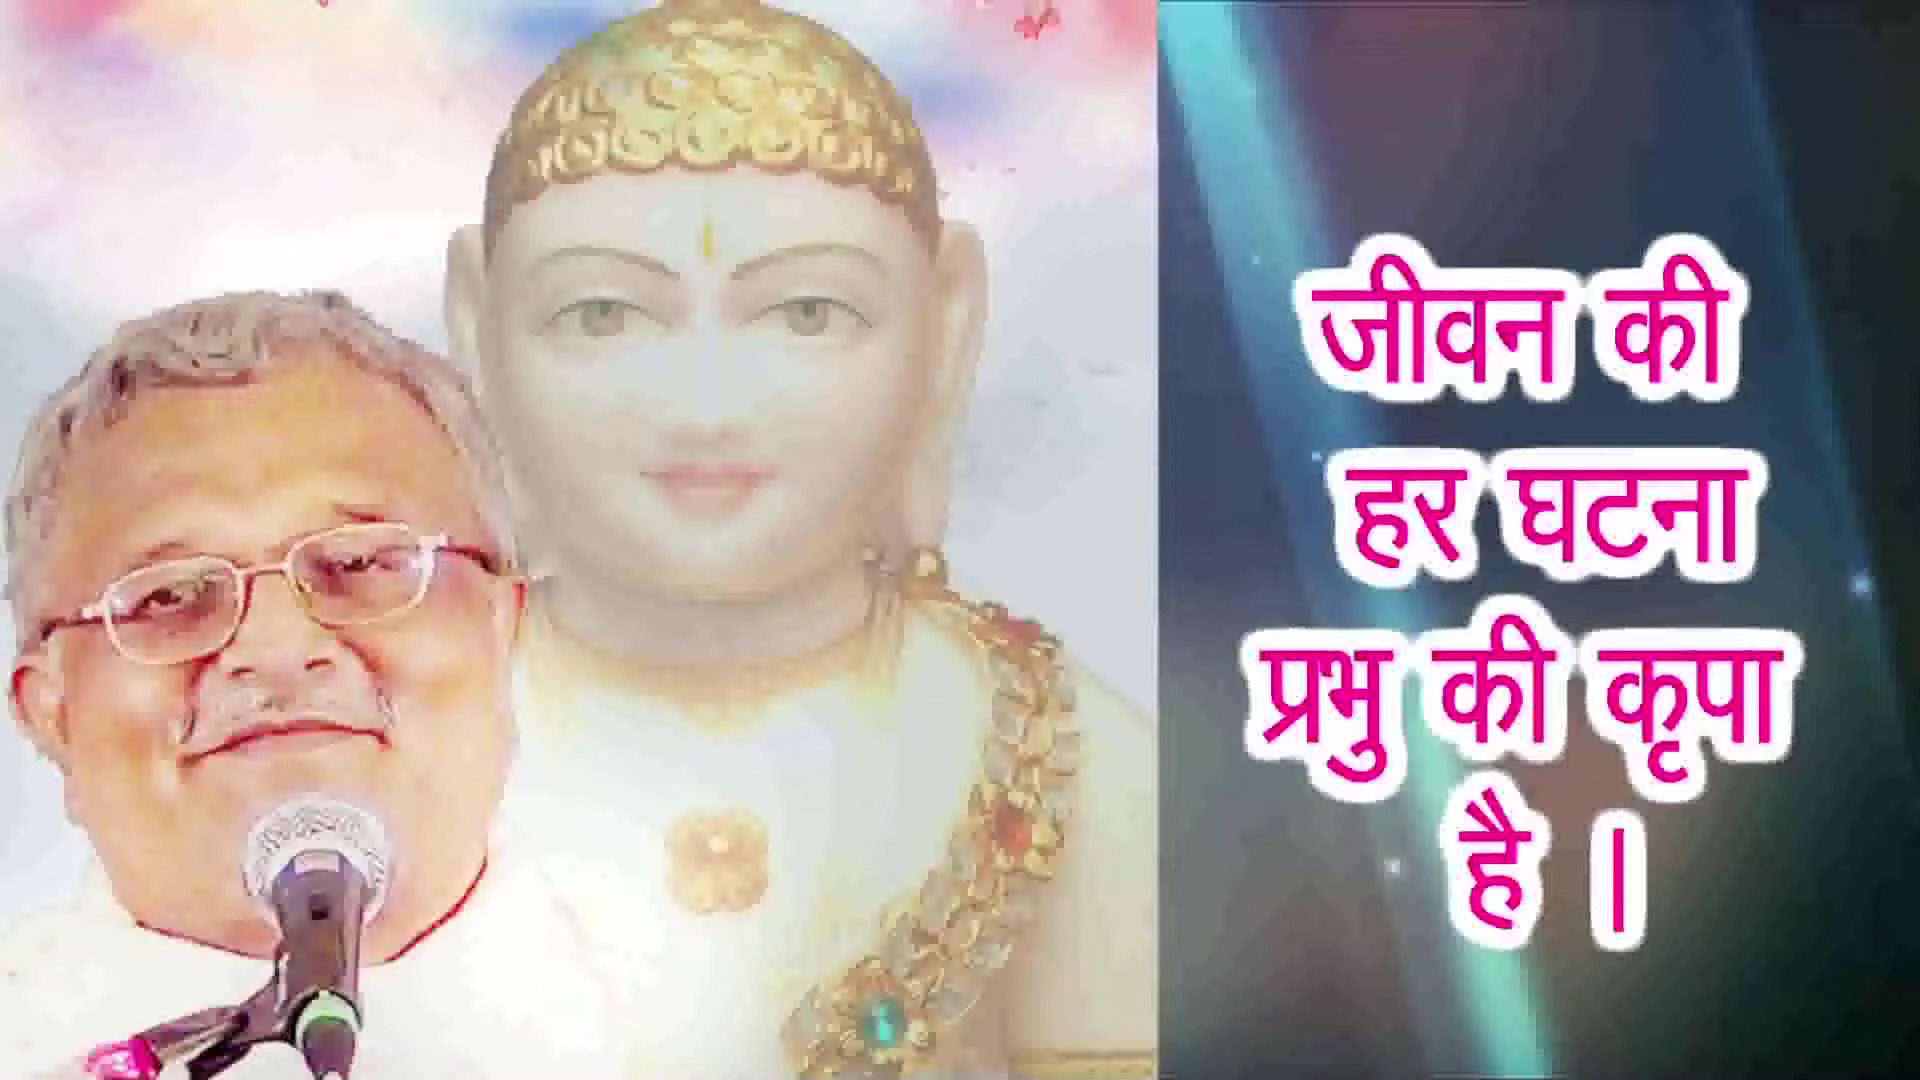 जीवन की
हर घटना
प्रभु की कृपा
है ।